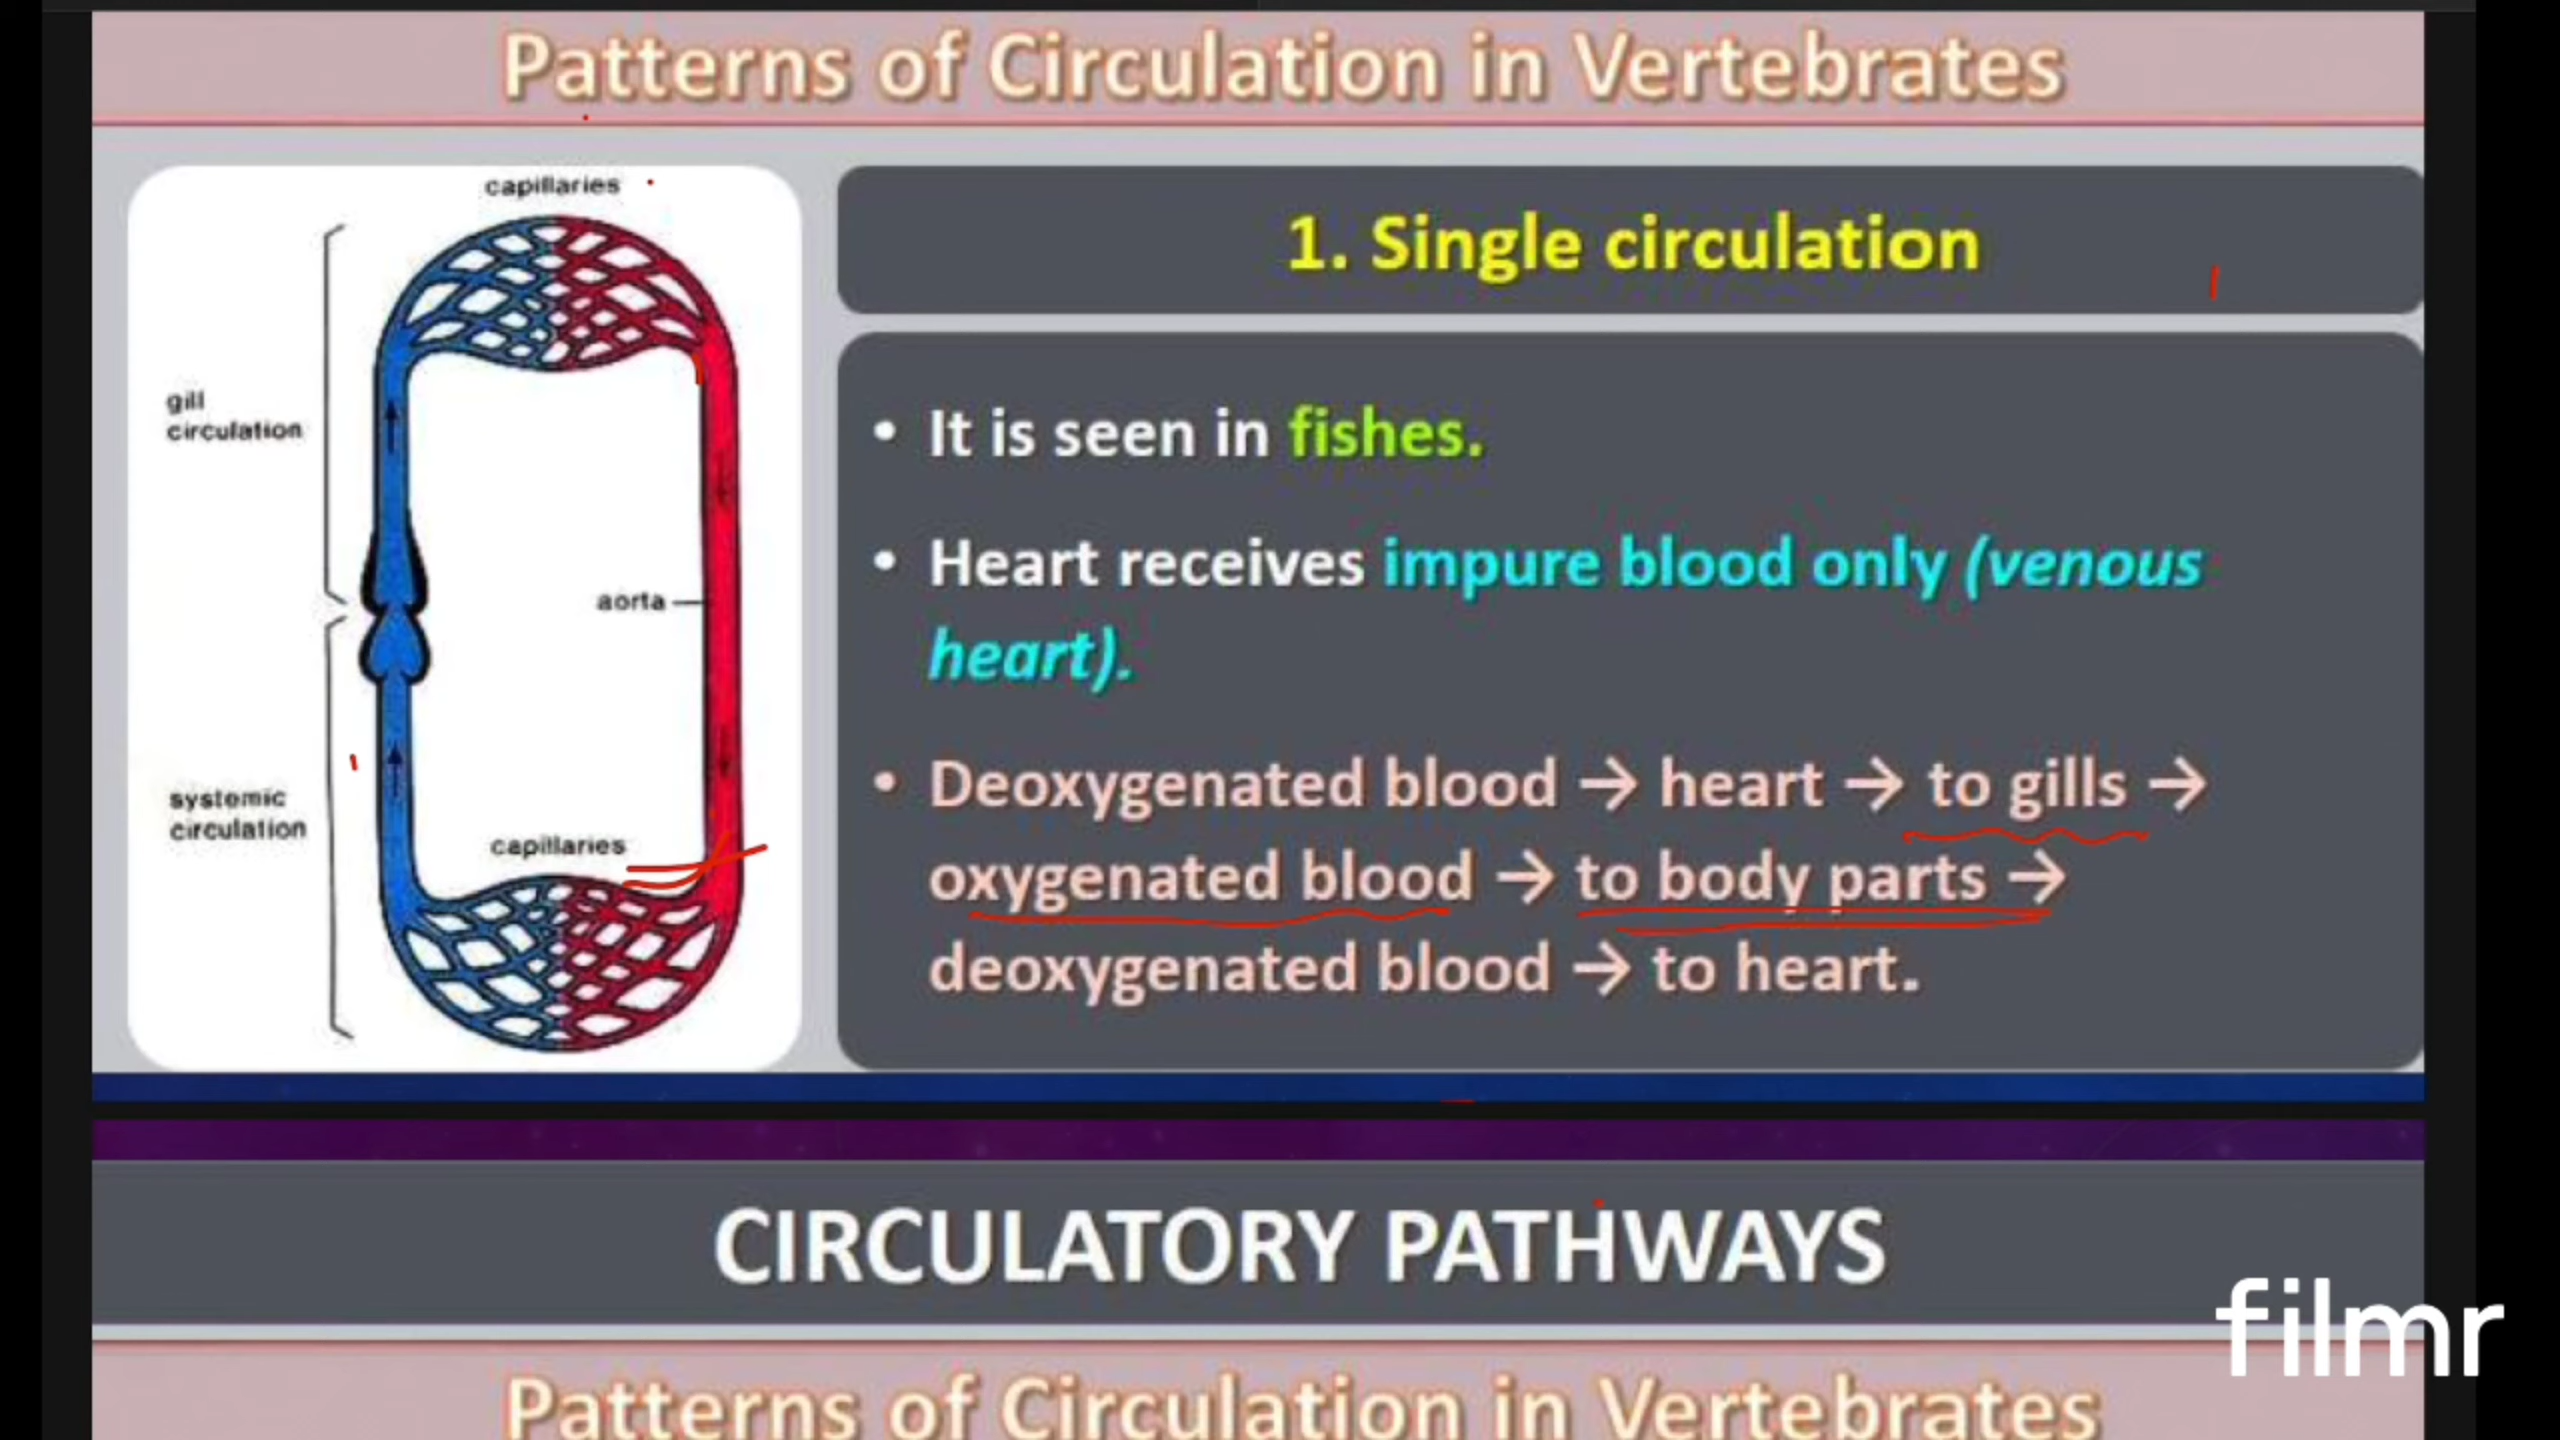 Patterns of Circulation in Vertebrates
capillaries
gill
circulation
aorta
systemic
circulation
capillaries
1. Single circulation
• It is seen in fishes.
• Heart receives impure blood only (venous
heart).
• Deoxygenated blood → heart → to gills →
oxygenated blood → to body parts →
deoxygenated blood → to heart.
CIRCULATORY PATHWAYS
filmr
Patterns of Circulation in Vertebrates